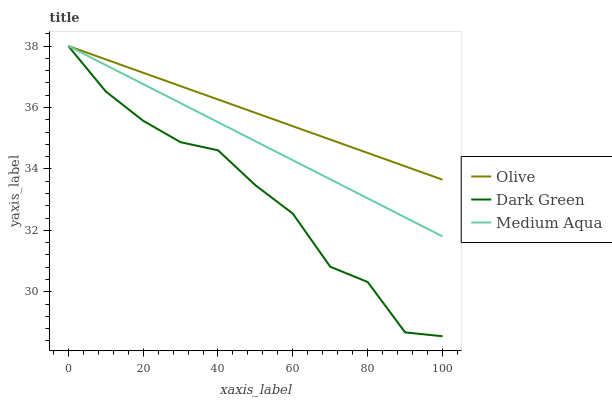 title
38
36
34
32
30
0 20 40 60 80 100
xaxis_label
yaxis_label
Olive
Dark Green
Medium Aqua